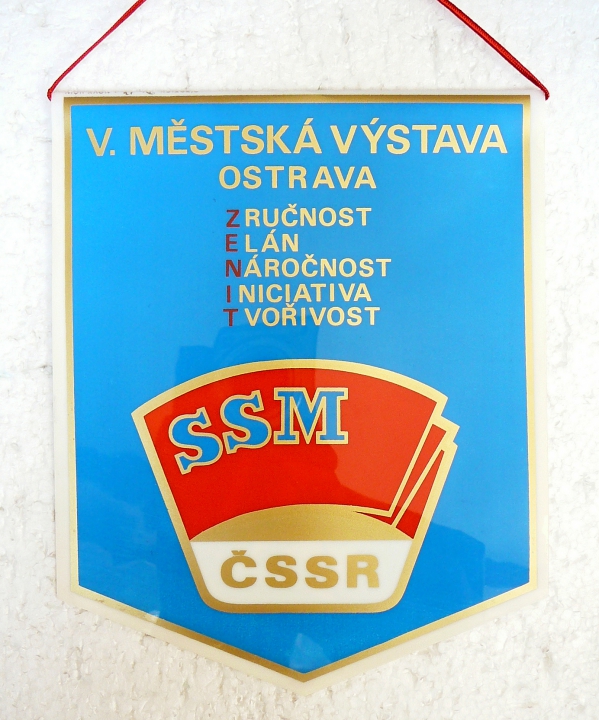 V. MĚSTSKÁ VÝSTAVA
OSTRAVA
ZRUČNOST
ELÁN
NÁROČNOST
INICIATIVA
TVOŘIVOST
SSM
ČSSR